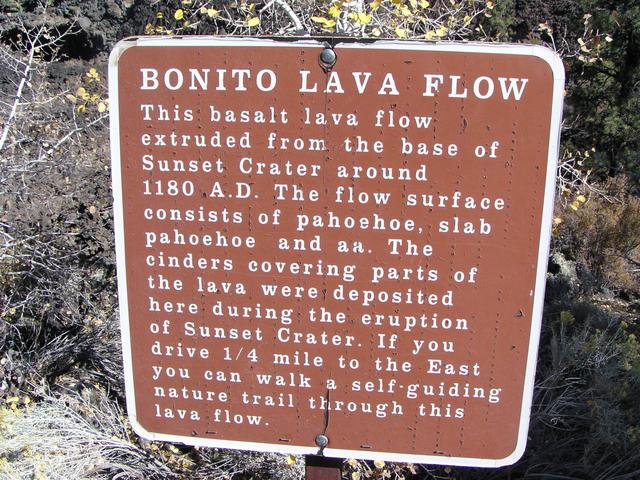 BONITO LAVA FLOW
This basalt lava flow
extruded from the base of
Sunset Crater around
1180 A.D. The flow surface
consists of pahoehoe, slab
pahoehoe and aa. The
cinders covering parts of
the lava were deposited
here during the eruption
of Sunset Crater. If you
drive 1/4 mile to the East
you can walk a self-guiding
nature trail through this
lava flow.